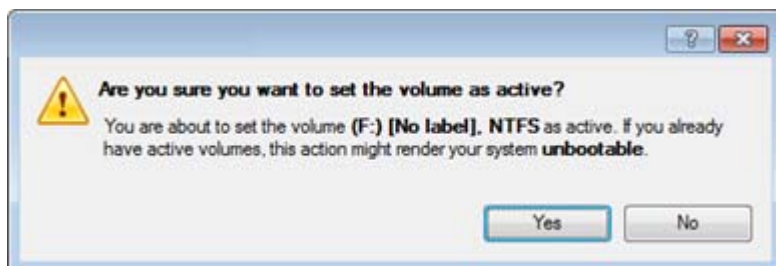 Are you sure you want to set the volume as active?
You are about to set the volume (F:) [No label], NTFS as active. If you already
have active volumes, this action might render your system unbootable.
Yes No